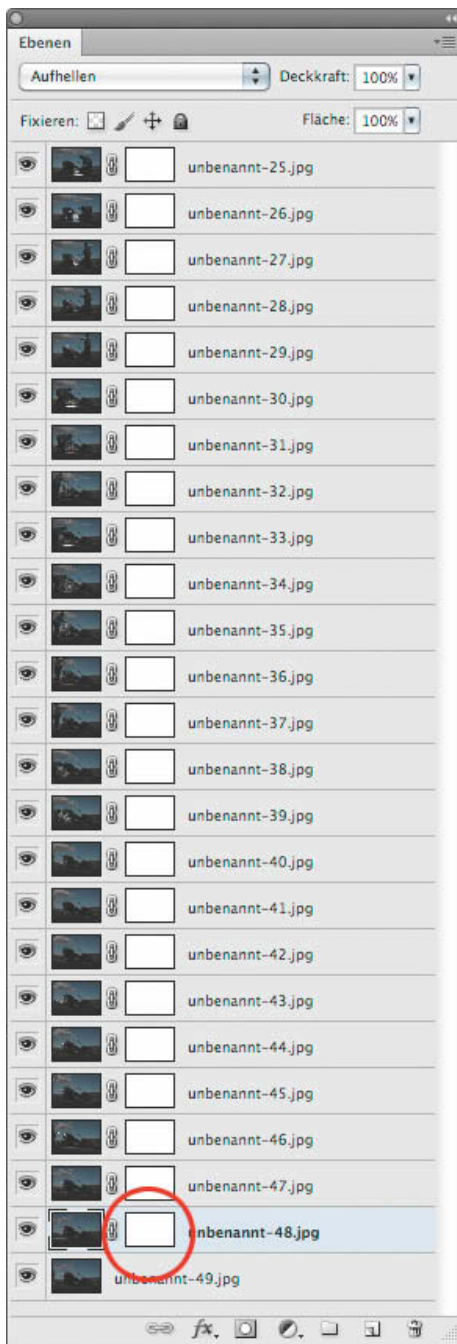 Ebenen
Aufhellen Deckkraft: 100%
Fixieren: Fläche: 100%
unbenannt-25.jpg
unbenannt-26.jpg
unbenannt-27.jpg
unbenannt-28.jpg
unbenannt-29.jpg
unbenannt-30.jpg
unbenannt-31.jpg
unbenannt-32.jpg
unbenannt-33.jpg
unbenannt-34.jpg
unbenannt-35.jpg
unbenannt-36.jpg
unbenannt-37.jpg
unbenannt-38.jpg
unbenannt-39.jpg
unbenannt-40.jpg
unbenannt-41.jpg
unbenannt-42.jpg
unbenannt-43.jpg
unbenannt-44.jpg
unbenannt-45.jpg
unbenannt-46.jpg
unbenannt-47.jpg
unbenannt-48.jpg
unbenannt-49.jpg
fx